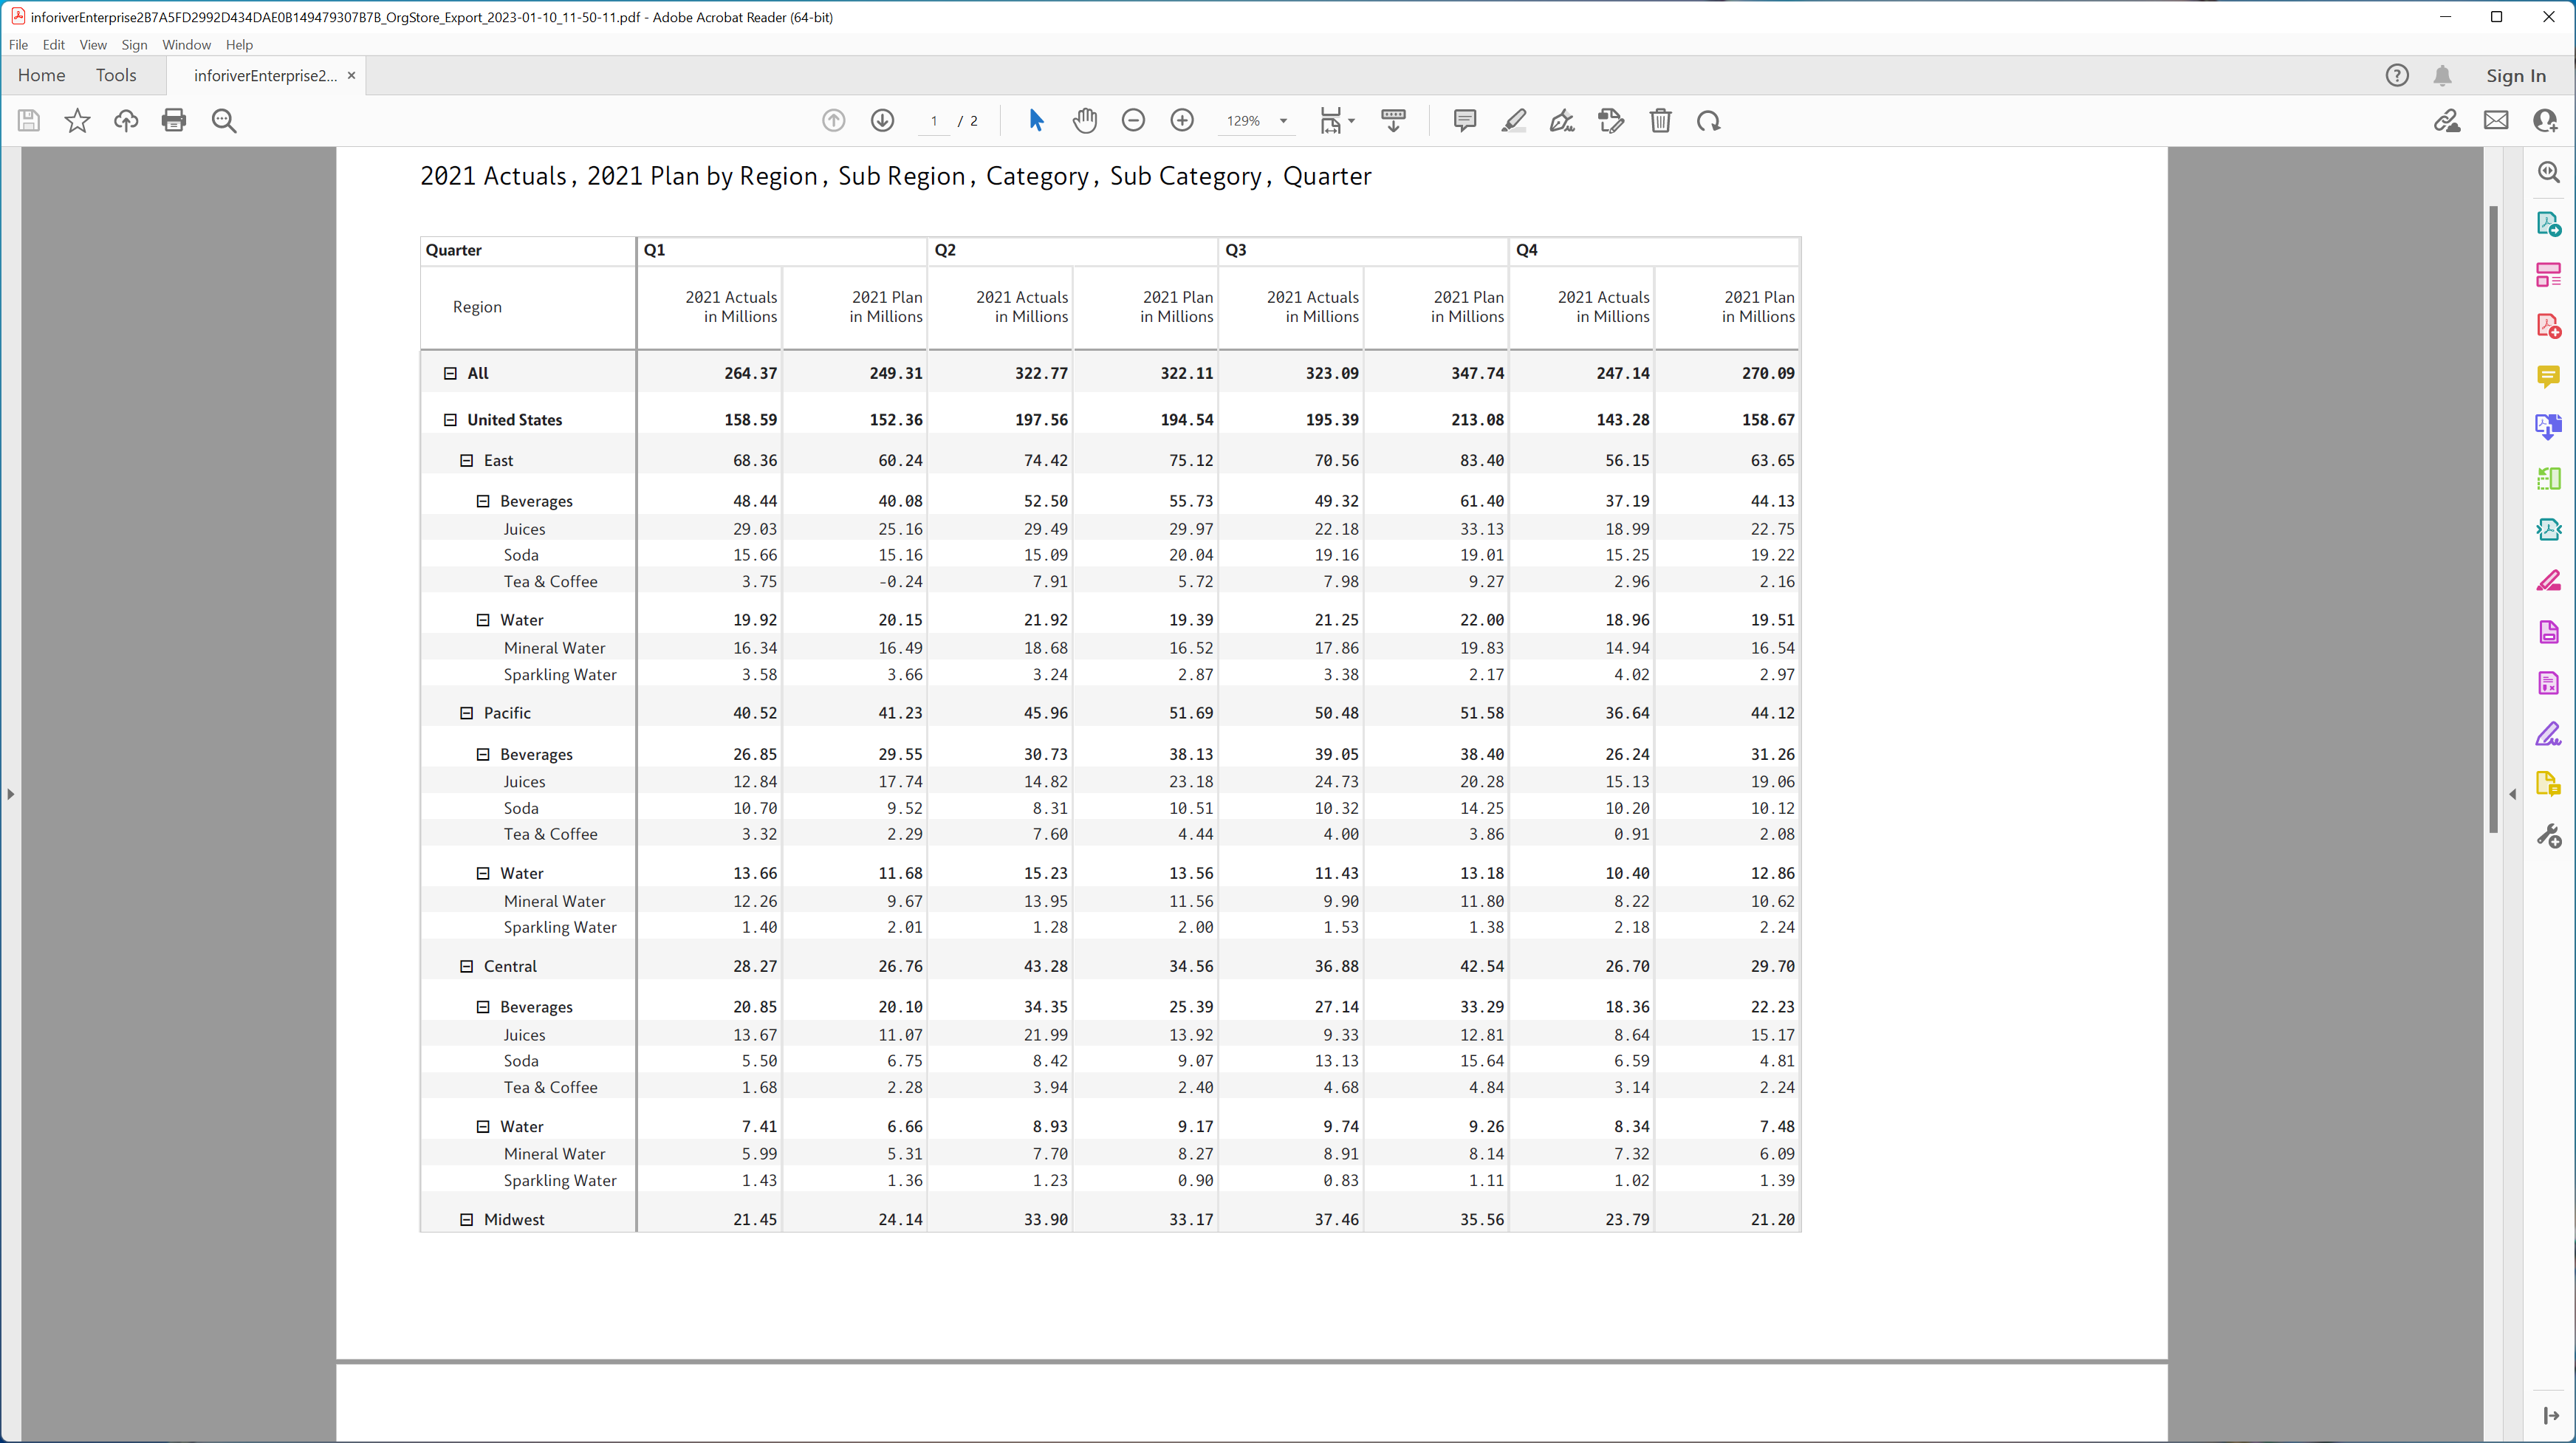 inforiverEnterprise2B7A5FD2992D434DAE0B149479307B7B_OrgStore_Export_2023-01-10_11-50-11.pdf - Adobe Acrobat Reader (64-bit)
File Edit View Sign Window Help
Home Tools inforiverEnterprise2... × Sign In
1 / 2 129%
2021 Actuals, 2021 Plan by Region, Sub Region, Category, Sub Category, Quarter
Quarter Q1 Q2 Q3 Q4
Region 2021 Actuals in Millions 2021 Plan in Millions 2021 Actuals in Millions 2021 Plan in Millions 2021 Actuals in Millions 2021 Plan in Millions 2021 Actuals in Millions 2021 Plan in Millions
All 264.37 249.31 322.77 322.11 323.09 347.74 247.14 270.09
United States 158.59 152.36 197.56 194.54 195.39 213.08 143.28 158.67
East 68.36 60.24 74.42 75.12 70.56 83.40 56.15 63.65
Beverages 48.44 40.08 52.50 55.73 49.32 61.40 37.19 44.13
Juices 29.03 25.16 29.49 29.97 22.18 33.13 18.99 22.75
Soda 15.66 15.16 15.09 20.04 19.16 19.01 15.25 19.22
Tea & Coffee 3.75 -0.24 7.91 5.72 7.98 9.27 2.96 2.16
Water 19.92 20.15 21.92 19.39 21.25 22.00 18.96 19.51
Mineral Water 16.34 16.49 18.68 16.52 17.86 19.83 14.94 16.54
Sparkling Water 3.58 3.66 3.24 2.87 3.38 2.17 4.02 2.97
Pacific 40.52 41.23 45.96 51.69 50.48 51.58 36.64 44.12
Beverages 26.85 29.55 30.73 38.13 39.05 38.40 26.24 31.26
Juices 12.84 17.74 14.82 23.18 24.73 20.28 15.13 19.06
Soda 10.70 9.52 8.31 10.51 10.32 14.25 10.20 10.12
Tea & Coffee 3.32 2.29 7.60 4.44 4.00 3.86 0.91 2.08
Water 13.66 11.68 15.23 13.56 11.43 13.18 10.40 12.86
Mineral Water 12.26 9.67 13.95 11.56 9.90 11.80 8.22 10.62
Sparkling Water 1.40 2.01 1.28 2.00 1.53 1.38 2.18 2.24
Central 28.27 26.76 43.28 34.56 36.88 42.54 26.70 29.70
Beverages 20.85 20.10 34.35 25.39 27.14 33.29 18.36 22.23
Juices 13.67 11.07 21.99 13.92 9.33 12.81 8.64 15.17
Soda 5.50 6.75 8.42 9.07 13.13 15.64 6.59 4.81
Tea & Coffee 1.68 2.28 3.94 2.40 4.68 4.84 3.14 2.24
Water 7.41 6.66 8.93 9.17 9.74 9.26 8.34 7.48
Mineral Water 5.99 5.31 7.70 8.27 8.91 8.14 7.32 6.09
Sparkling Water 1.43 1.36 1.23 0.90 0.83 1.11 1.02 1.39
Midwest 21.45 24.14 33.90 33.17 37.46 35.56 23.79 21.20